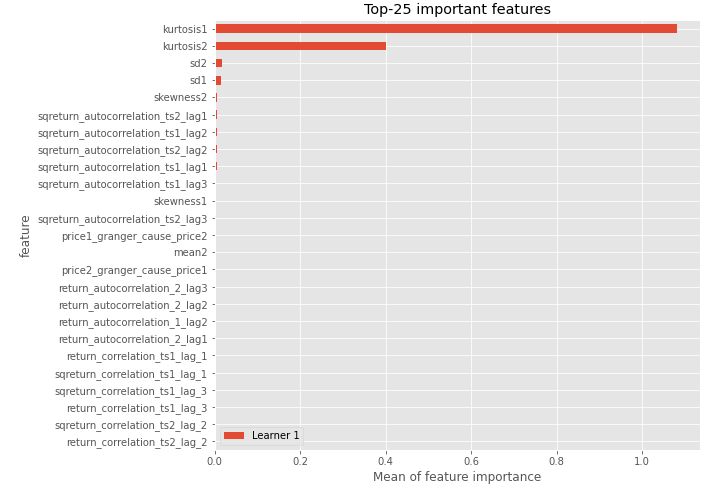 Top-25 important features
kurtosis1
kurtosis2
sd2
sd1
skewness2
sqreturn_autocorrelation_ts2_lag1
sqreturn_autocorrelation_ts1_lag2
sqreturn_autocorrelation_ts2_lag2
sqreturn_autocorrelation_ts1_lag1
sqreturn_autocorrelation_ts1_lag3
skewness1
sqreturn_autocorrelation_ts2_lag3
price1_granger_cause_price2
mean2
price2_granger_cause_price1
return_autocorrelation_2_lag3
return_autocorrelation_2_lag2
return_autocorrelation_1_lag2
return_autocorrelation_2_lag1
return_correlation_ts1_lag_1
sqreturn_correlation_ts1_lag_1
sqreturn_correlation_ts1_lag_3
return_correlation_ts1_lag_3
sqreturn_correlation_ts2_lag_2
return_correlation_ts2_lag_2
feature
Learner 1
0.0 0.2 0.4 0.6 0.8 1.0
Mean of feature importance